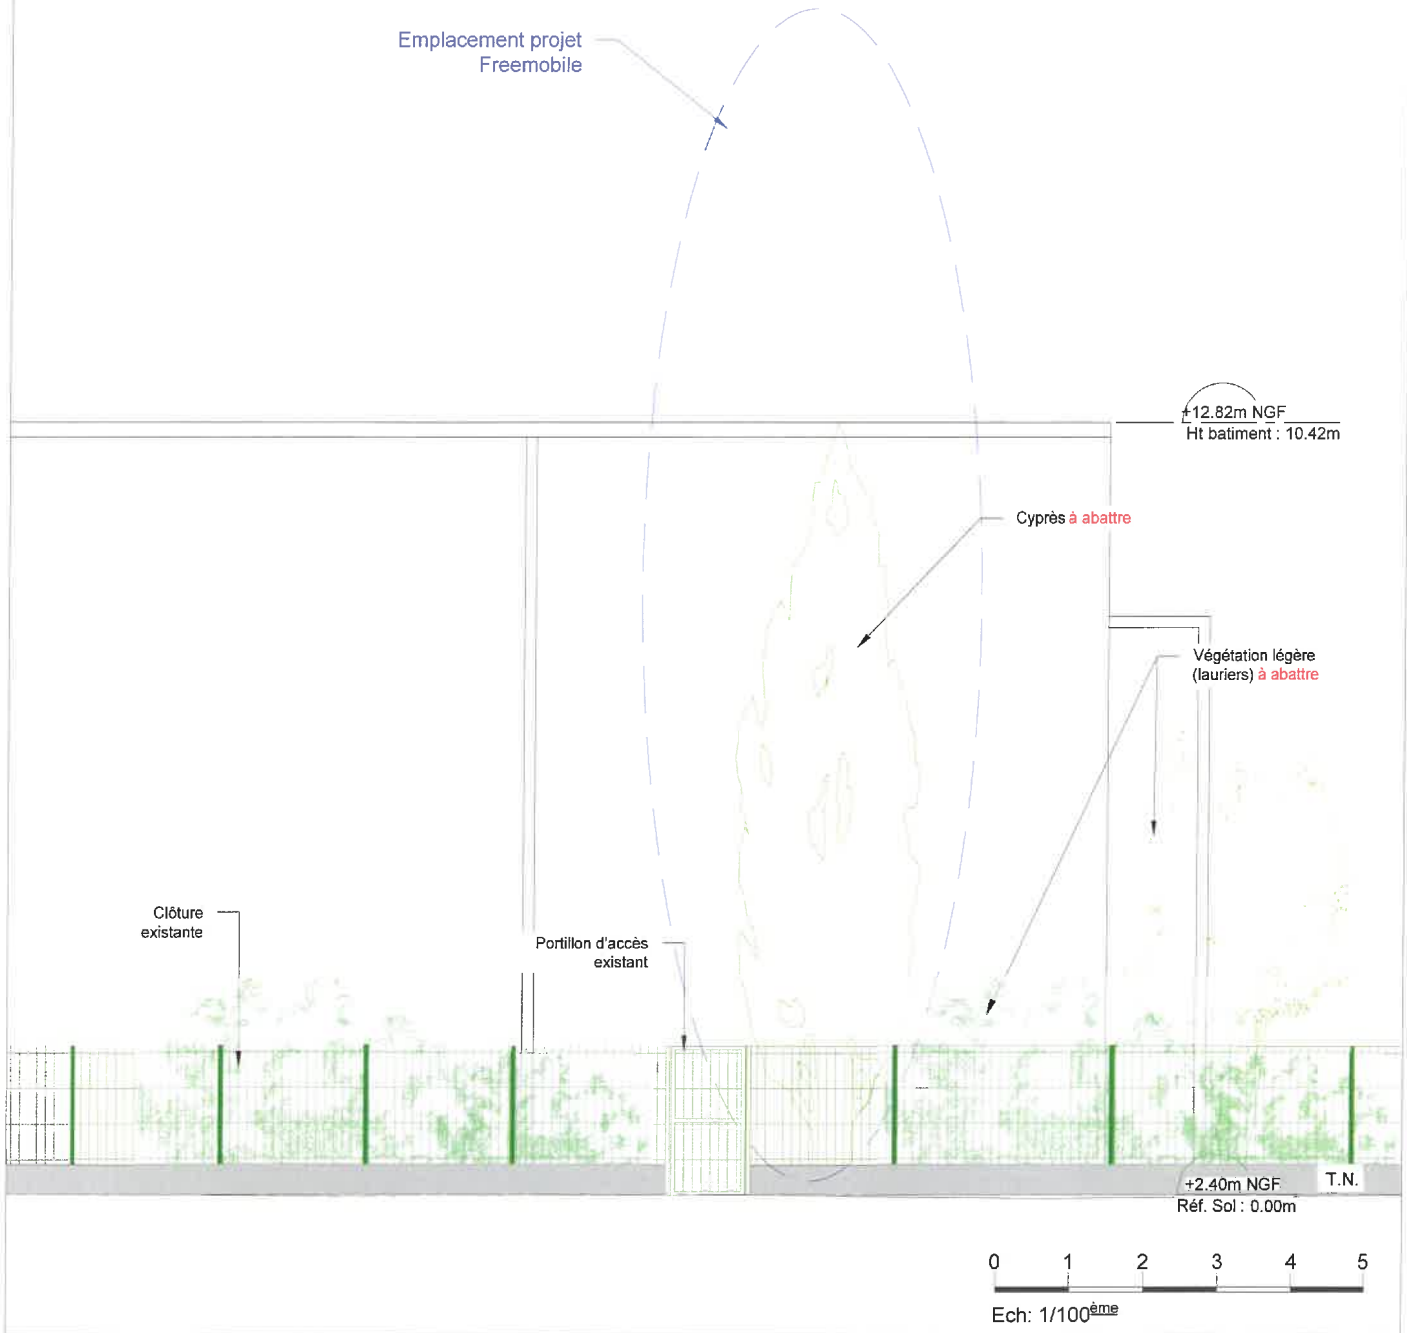 Emplacement projet
Freemobile
+12.82m NGF
Ht batiment : 10.42m
Cyprès à abattre
Végétation légère
(lauriers) à abattre
Clôture
existante
Portillon d'accès
existant
+2.40m NGF
Réf. Sol : 0.00m
T.N.
0 1 2 3 4 5
Ech: 1/100ème